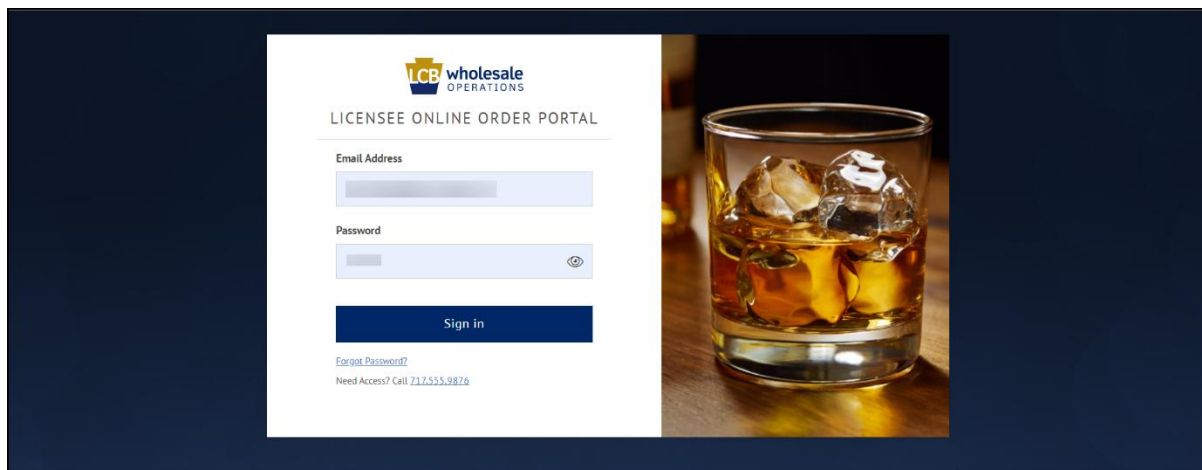 LCB wholesale
OPERATIONS
LICENSEE ONLINE ORDER PORTAL
Email Address
Password
Sign in
Forgot Password?
Need Access? Call 717.555.9876